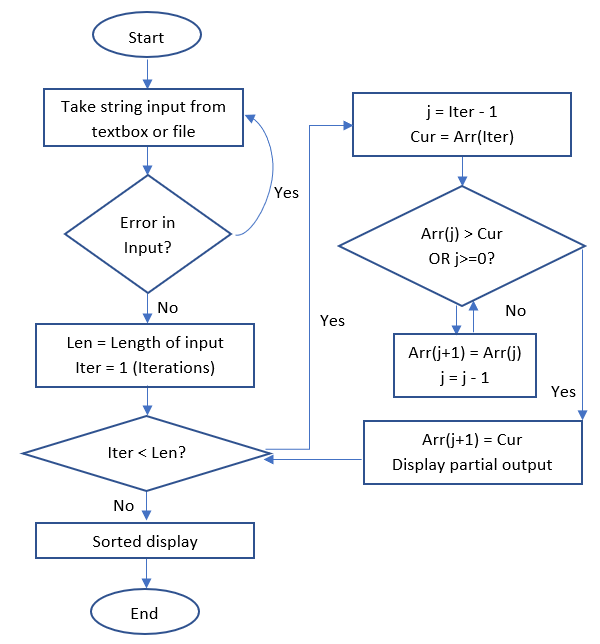 Start
Take string input from
textbox or file
Yes
Error in
Input?
No
Len = Length of input
Iter = 1 (Iterations)
Iter < Len?
Yes
No
Sorted display
End
j = Iter - 1
Cur = Arr(Iter)
Arr(j) > Cur
OR j>=0?
No
Arr(j+1) = Arr(j)
j = j - 1
Yes
Arr(j+1) = Cur
Display partial output